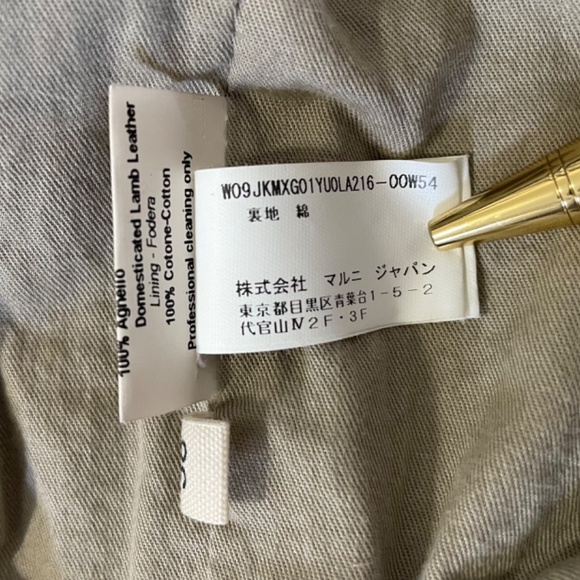 100% Agnello
Domesticated Lamb Leather
Lining - Fodera
100% Cotone-Cotton
Professional cleaning only
W09JKMXG01YU0LA216-00W54
裏地 綿
株式会社 マルニ ジャパン
東京都目黒区青葉台1-5-2
代官山Ⅳ2F・3F